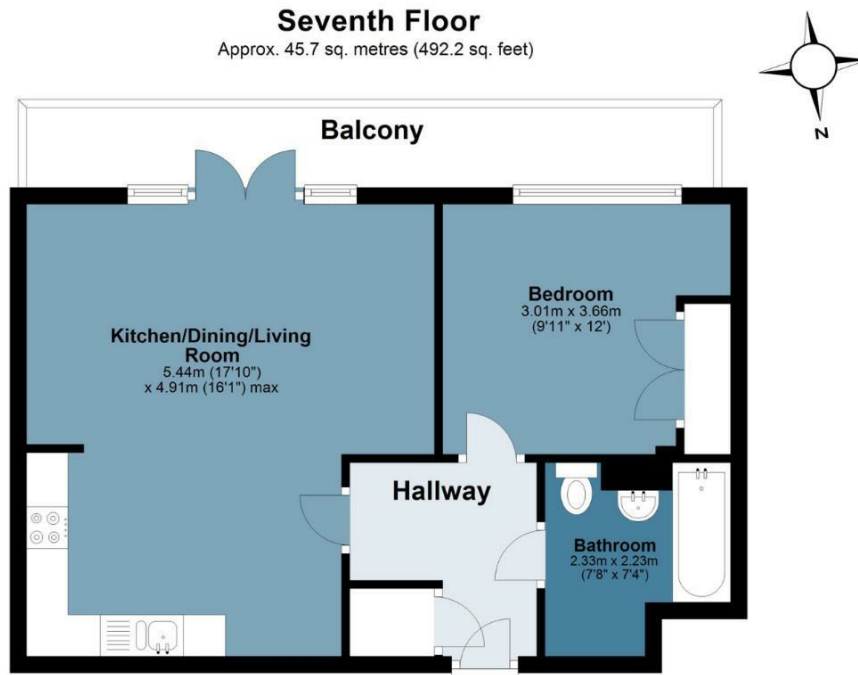 Seventh Floor
Approx. 45.7 sq. metres (492.2 sq. feet)
N
Balcony
Kitchen/Dining/Living
Room
5.44m (17'10")
x 4.91m (16'1") max
Bedroom
3.01m x 3.66m
(9'11" x 12')
Hallway
Bathroom
2.33m x 2.23m
(7'8" x 7'4")